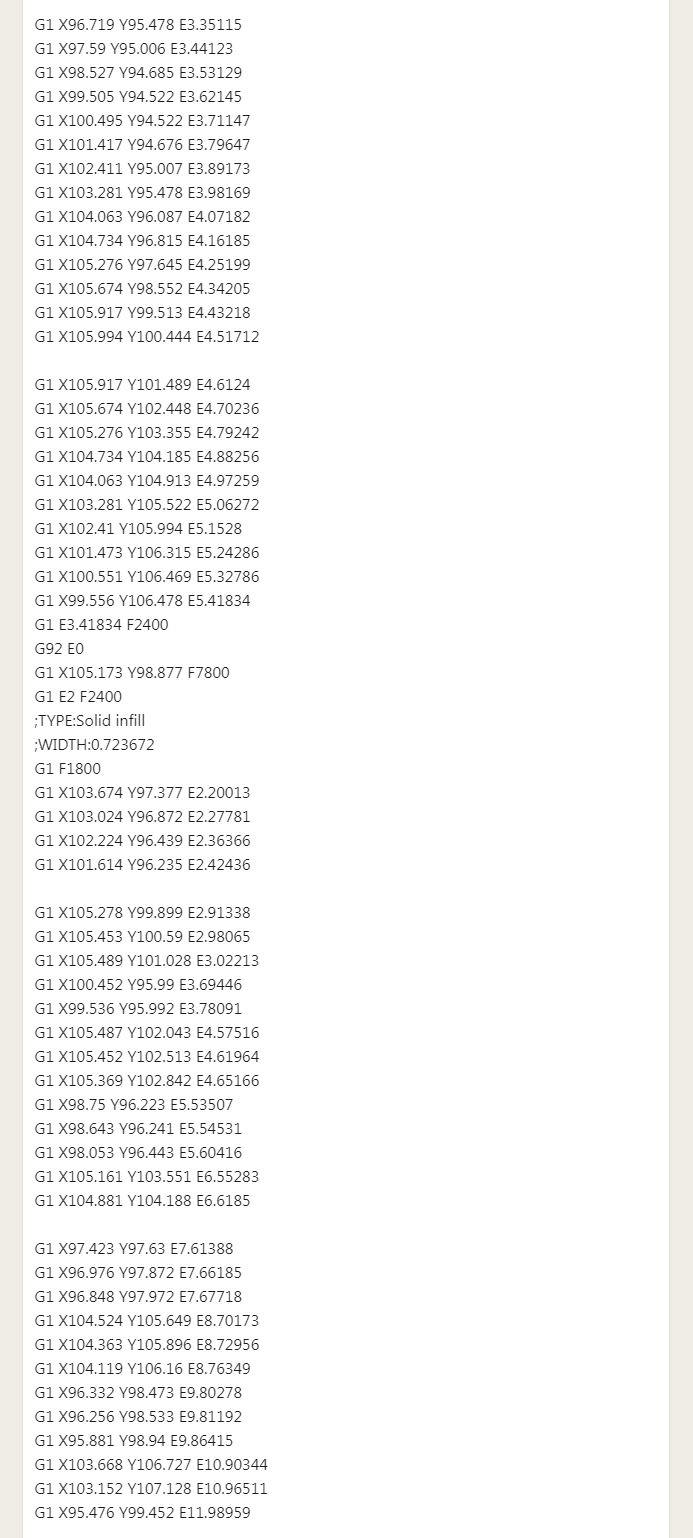 G1 X96.719 Y95.478 E3.35115
G1 X97.59 Y95.006 E3.44123
G1 X98.527 Y94.685 E3.53129
G1 X99.505 Y94.522 E3.62145
G1 X100.495 Y94.522 E3.71147
G1 X101.417 Y94.676 E3.79647
G1 X102.411 Y95.007 E3.89173
G1 X103.281 Y95.478 E3.98169
G1 X104.063 Y96.087 E4.07182
G1 X104.734 Y96.815 E4.16185
G1 X105.276 Y97.645 E4.25199
G1 X105.674 Y98.552 E4.34205
G1 X105.917 Y99.513 E4.43218
G1 X105.994 Y100.444 E4.51712
G1 X105.917 Y101.489 E4.6124
G1 X105.674 Y102.448 E4.70236
G1 X105.276 Y103.355 E4.79242
G1 X104.734 Y104.185 E4.88256
G1 X104.063 Y104.913 E4.97259
G1 X103.281 Y105.522 E5.06272
G1 X102.41 Y105.994 E5.1528
G1 X101.473 Y106.315 E5.24286
G1 X100.551 Y106.469 E5.32786
G1 X99.556 Y106.478 E5.41834
G1 E3.41834 F2400
G92 E0
G1 X105.173 Y98.877 F7800
G1 E2 F2400
;TYPE:Solid infill
;WIDTH:0.723672
G1 F1800
G1 X103.674 Y97.377 E2.20013
G1 X103.024 Y96.872 E2.27781
G1 X102.224 Y96.439 E2.36366
G1 X101.614 Y96.235 E2.42436
G1 X105.278 Y99.899 E2.91338
G1 X105.453 Y100.59 E2.98065
G1 X105.489 Y101.028 E3.02213
G1 X100.452 Y95.99 E3.69446
G1 X99.536 Y95.992 E3.78091
G1 X105.487 Y102.043 E4.57516
G1 X105.452 Y102.513 E4.61964
G1 X105.369 Y102.842 E4.65166
G1 X98.75 Y96.223 E5.53507
G1 X98.643 Y96.241 E5.54531
G1 X98.053 Y96.443 E5.60416
G1 X105.161 Y103.551 E6.55283
G1 X104.881 Y104.188 E6.6185
G1 X97.423 Y97.63 E7.61388
G1 X96.976 Y97.872 E7.66185
G1 X96.848 Y97.972 E7.67718
G1 X104.524 Y105.649 E8.70173
G1 X104.363 Y105.896 E8.72956
G1 X104.119 Y106.16 E8.76349
G1 X96.332 Y98.473 E9.80278
G1 X96.256 Y98.533 E9.81192
G1 X95.881 Y98.94 E9.86415
G1 X103.668 Y106.727 E10.90344
G1 X103.152 Y107.128 E10.96511
G1 X95.476 Y99.452 E11.98959